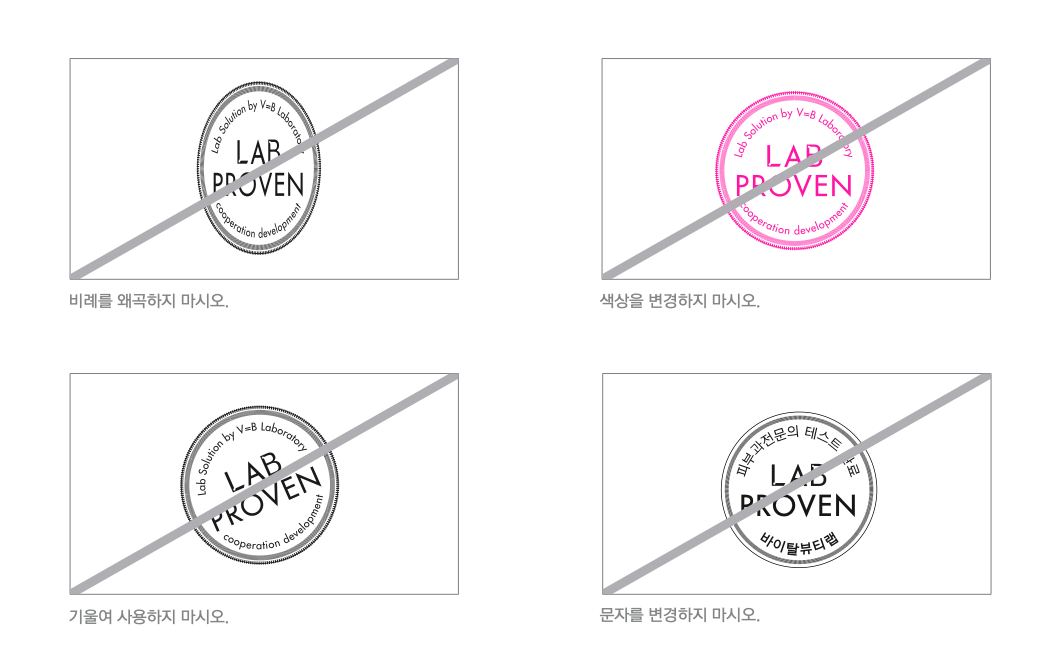 Lab Solution by V=B Laboratory
LAB
PROVEN
cooperation development
비례를 왜곡하지 마시오.
Lab Solution by V=B Laboratory
LAB
PROVEN
cooperation development
색상을 변경하지 마시오.
Lab Solution by V=B Laboratory
LAB
PROVEN
cooperation development
기울여 사용하지 마시오.
피부과전문의 테스트 완료
LAB
PROVEN
바이탈뷰티랩
문자를 변경하지 마시오.